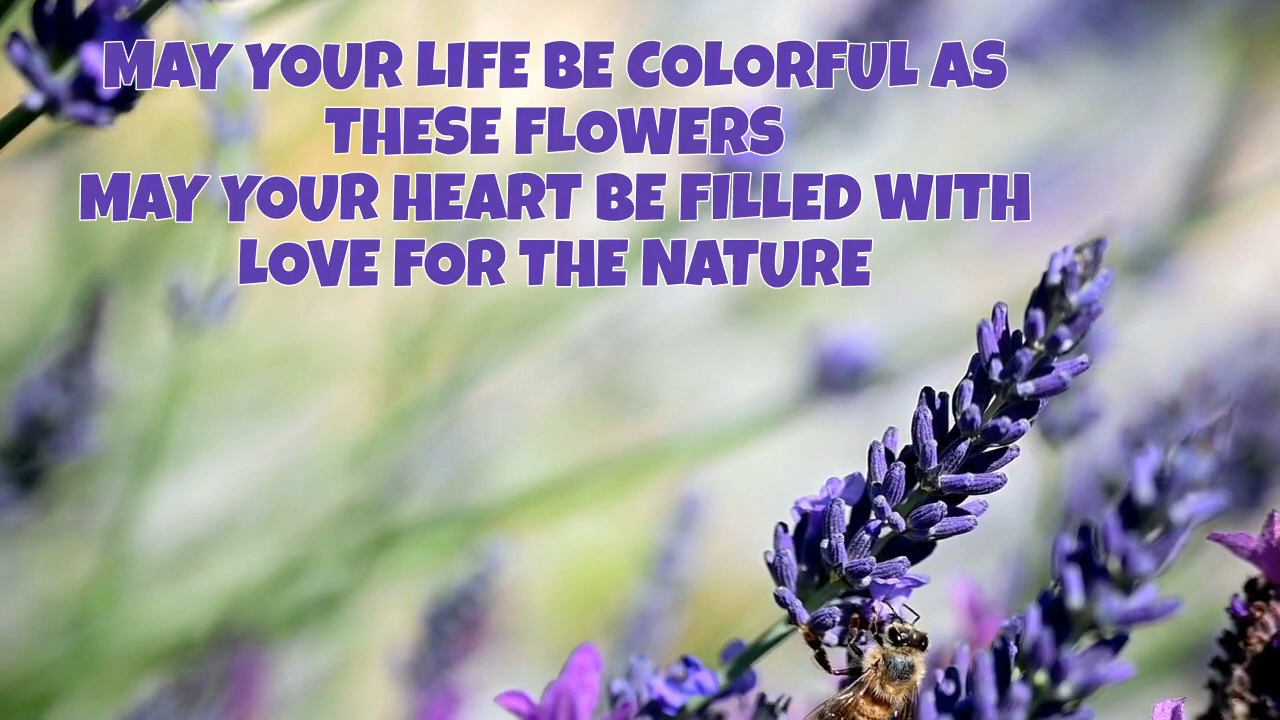 MAY YOUR LIFE BE COLORFUL AS
THESE FLOWERS
MAY YOUR HEART BE FILLED WITH
LOVE FOR THE NATURE